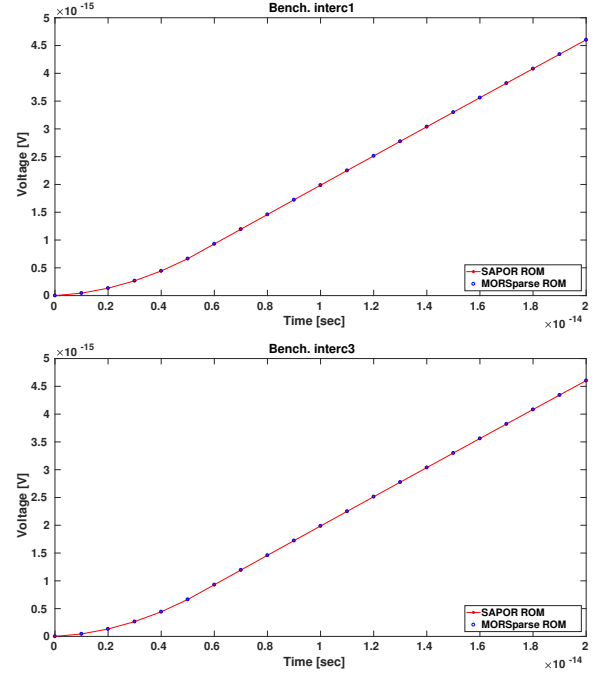 ×10 -15
Bench. interc1
5
4.5
4
3.5
3
2.5
2
1.5
1
0.5
0
Voltage [V]
SAPOR ROM
MORSparse ROM
0 0.2 0.4 0.6 0.8 1 1.2 1.4 1.6 1.8 2
Time [sec]
×10 -14
×10 -15
Bench. interc3
5
4.5
4
3.5
3
2.5
2
1.5
1
0.5
0
Voltage [V]
SAPOR ROM
MORSparse ROM
0 0.2 0.4 0.6 0.8 1 1.2 1.4 1.6 1.8 2
Time [sec]
×10 -14